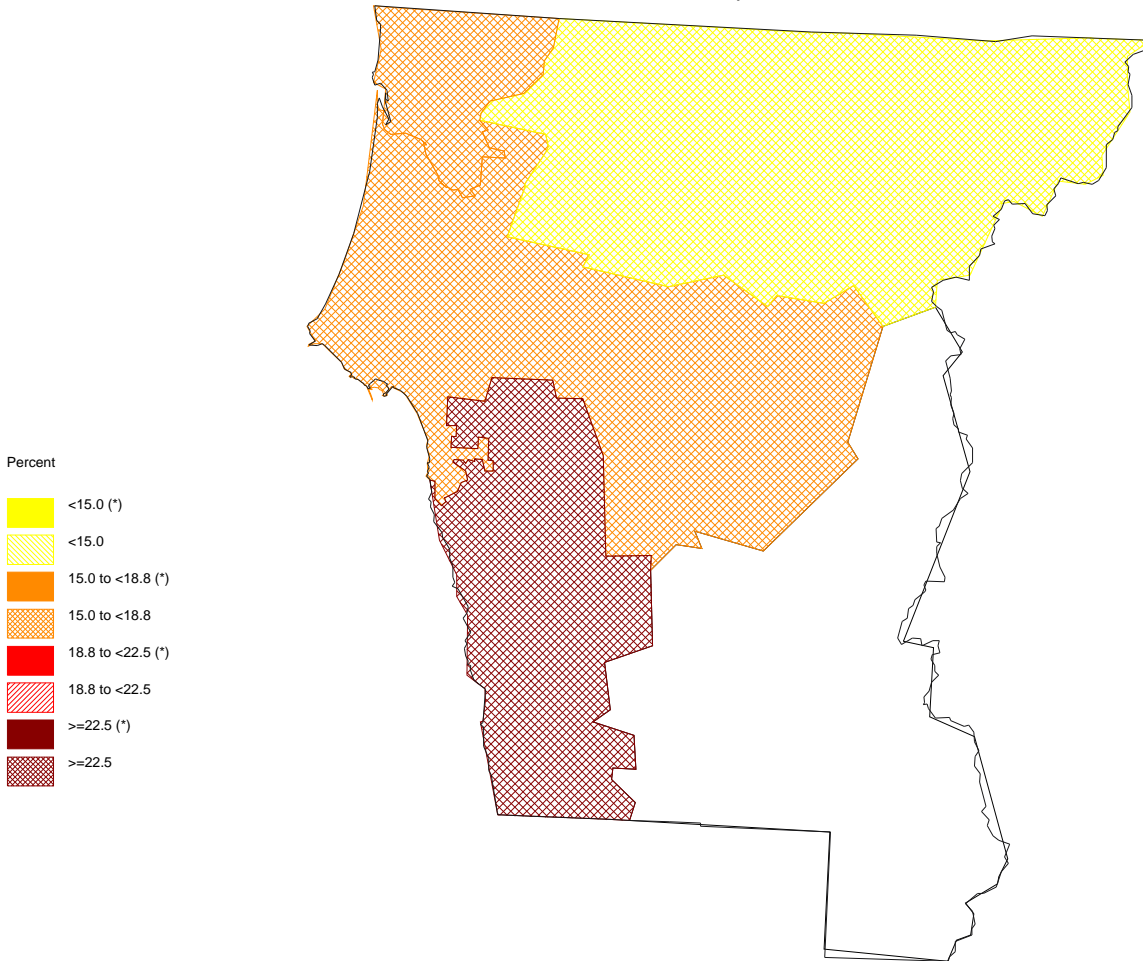 Percent
<15.0 (*)
<15.0
15.0 to <18.8 (*)
15.0 to <18.8
18.8 to <22.5 (*)
18.8 to <22.5
>=22.5 (*)
>=22.5